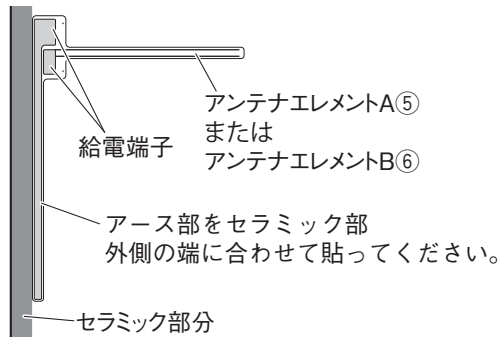 アンテナエレメントA⑤
または
アンテナエレメントB⑥
給電端子
アース部をセラミック部
外側の端に合わせて貼ってください。
セラミック部分